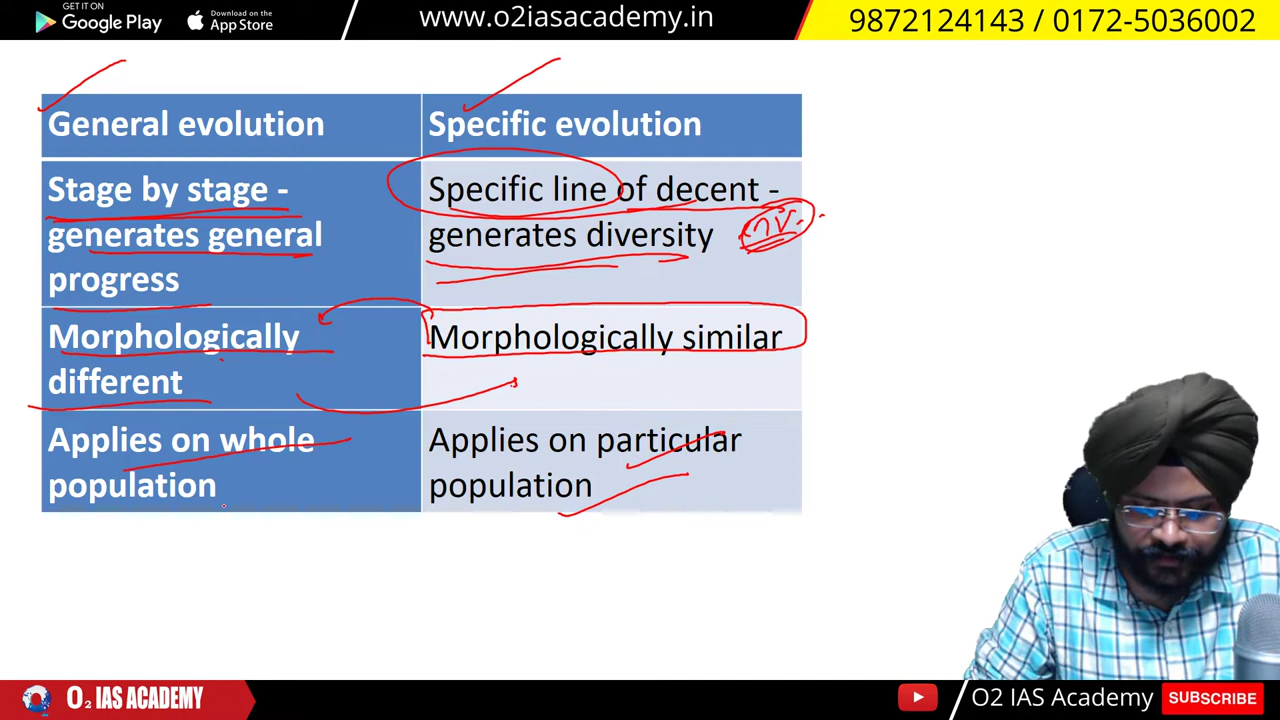 GET IT ON
Google Play
Download on the
App Store
www.o2iasacademy.in
9872124143 / 0172-5036002
General evolution
Specific evolution
Stage by stage -
generates general
progress
Specific line of decent -
generates diversity
Morphologically
different
Morphologically similar
Applies on whole
population
Applies on particular
population
O2 IAS ACADEMY
O2 IAS Academy
SUBSCRIBE